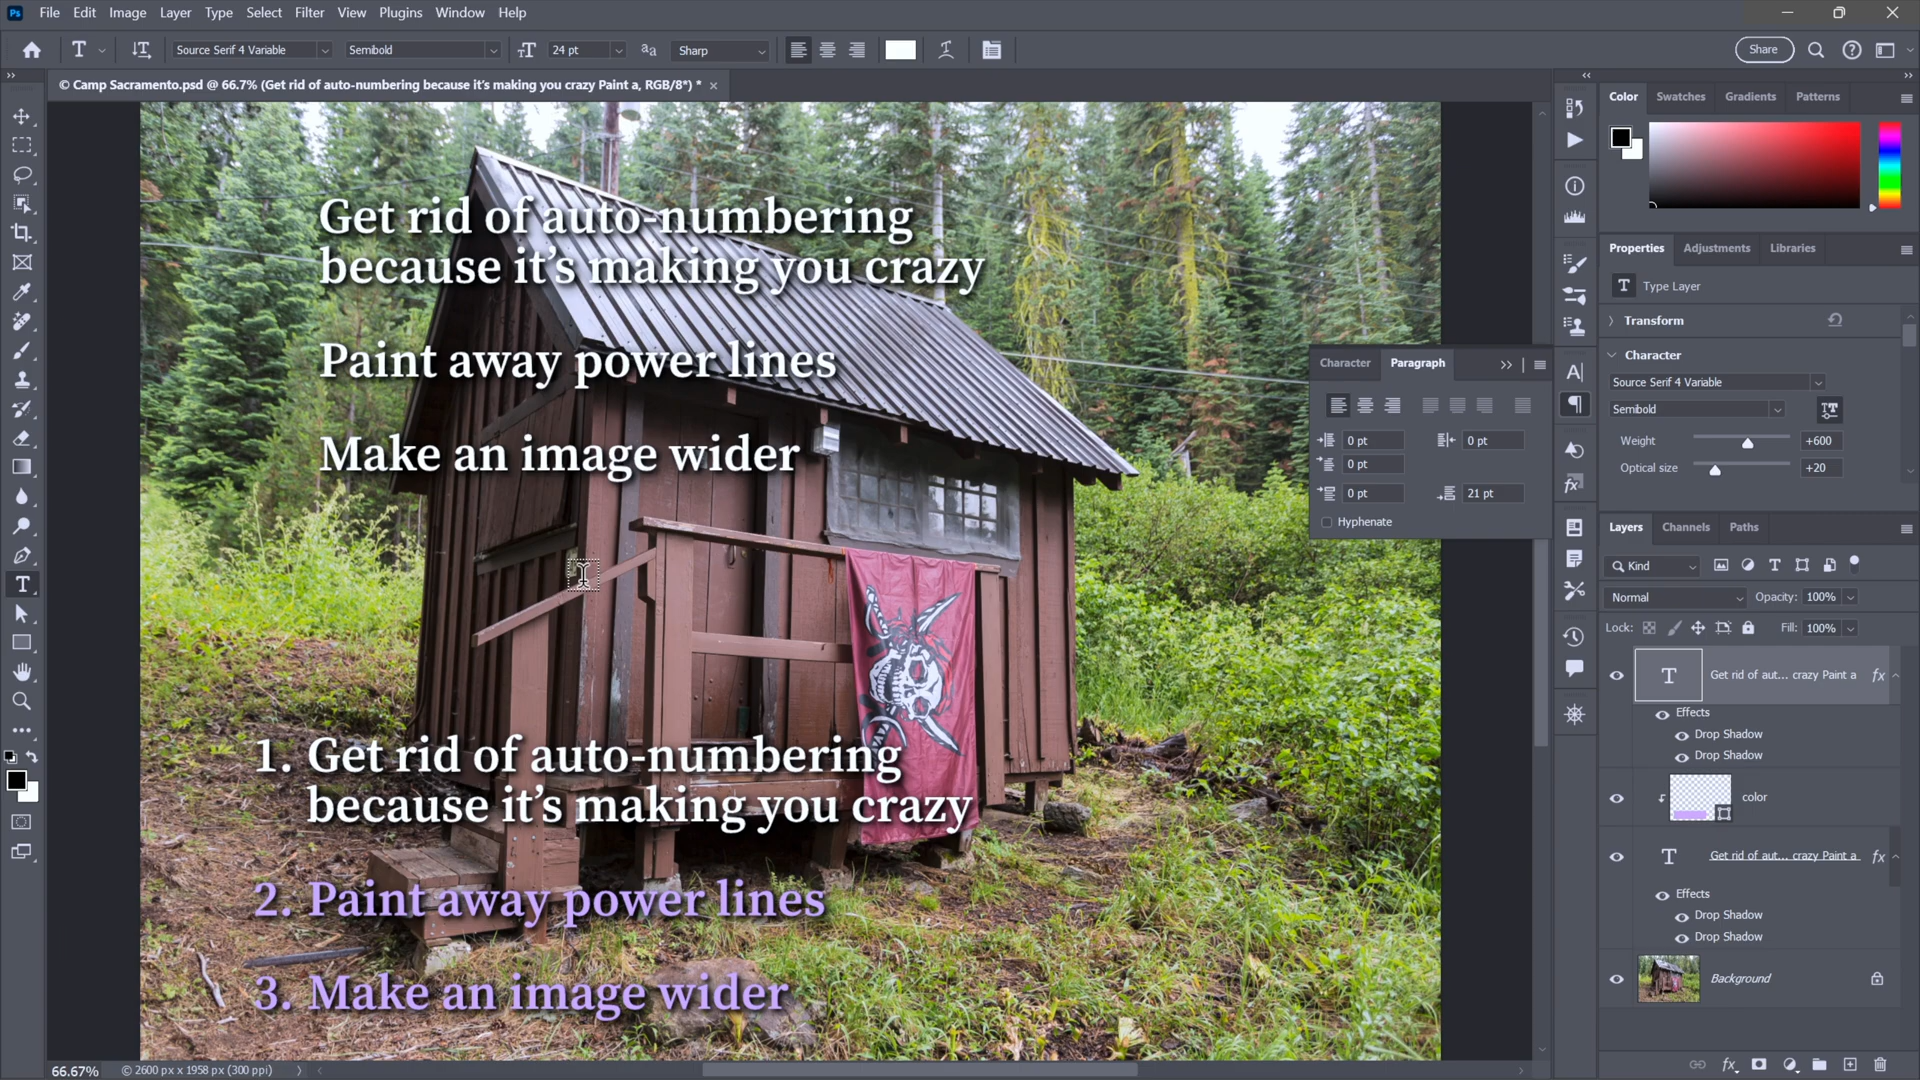 Ps File Edit Image Layer Type Select Filter View Plugins Window Help
T Source Serif 4 Variable Semibold 24 pt Sharp Share
© Camp Sacramento.psd @ 66.7% (Get rid of auto-numbering because it's making you crazy Paint a, RGB/8*) *
Get rid of auto-numbering
because it's making you crazy
Paint away power lines
Make an image wider
1. Get rid of auto-numbering
because it's making you crazy
2. Paint away power lines
3. Make an image wider
Character Paragraph
0 pt 0 pt
0 pt
0 pt 21 pt
Hyphenate
Color Swatches Gradients Patterns
Properties Adjustments Libraries
T Type Layer
Transform
Character
Source Serif 4 Variable
Semibold
Weight +600
Optical size +20
Layers Channels Paths
Kind
Normal Opacity: 100%
Lock: Fill: 100%
T Get rid of aut... crazy Paint a fx
Effects
Drop Shadow
Drop Shadow
color
T Get rid of aut... crazy Paint a fx
Effects
Drop Shadow
Drop Shadow
Background
66.67% © 2600 px x 1958 px (300 ppi)